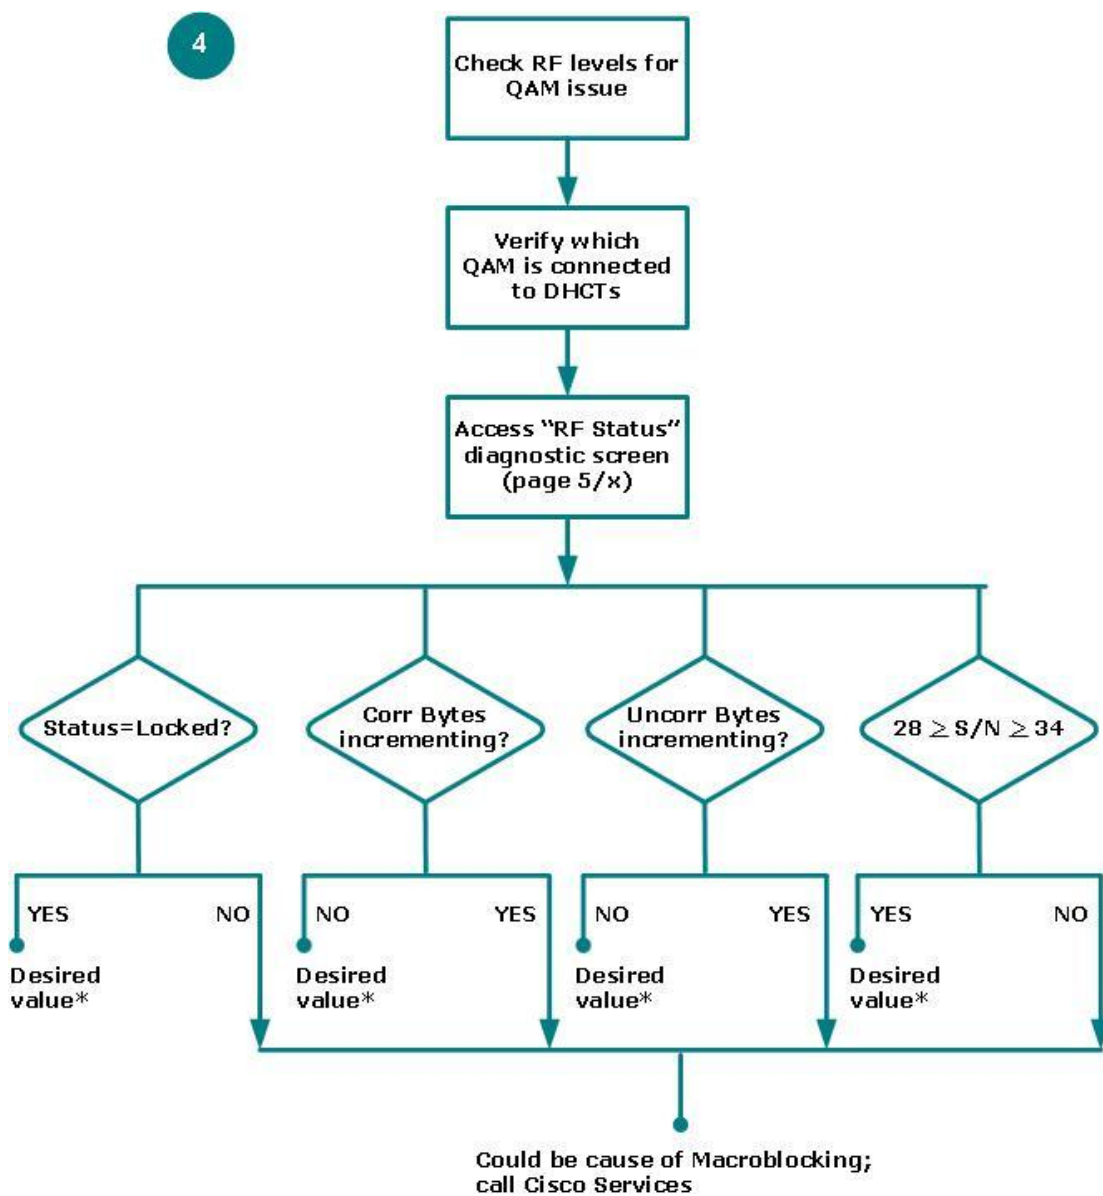 4
Check RF levels for
QAM issue
Verify which
QAM is connected
to DHCTs
Access “RF Status”
diagnostic screen
(page 5/x)
Status=Locked?
Corr Bytes
incrementing?
Uncorr Bytes
incrementing?
28 ≥ S/N ≥ 34
YES
NO
NO
YES
NO
YES
YES
NO
Desired
value*
Desired
value*
Desired
value*
Desired
value*
Could be cause of Macroblocking;
call Cisco Services